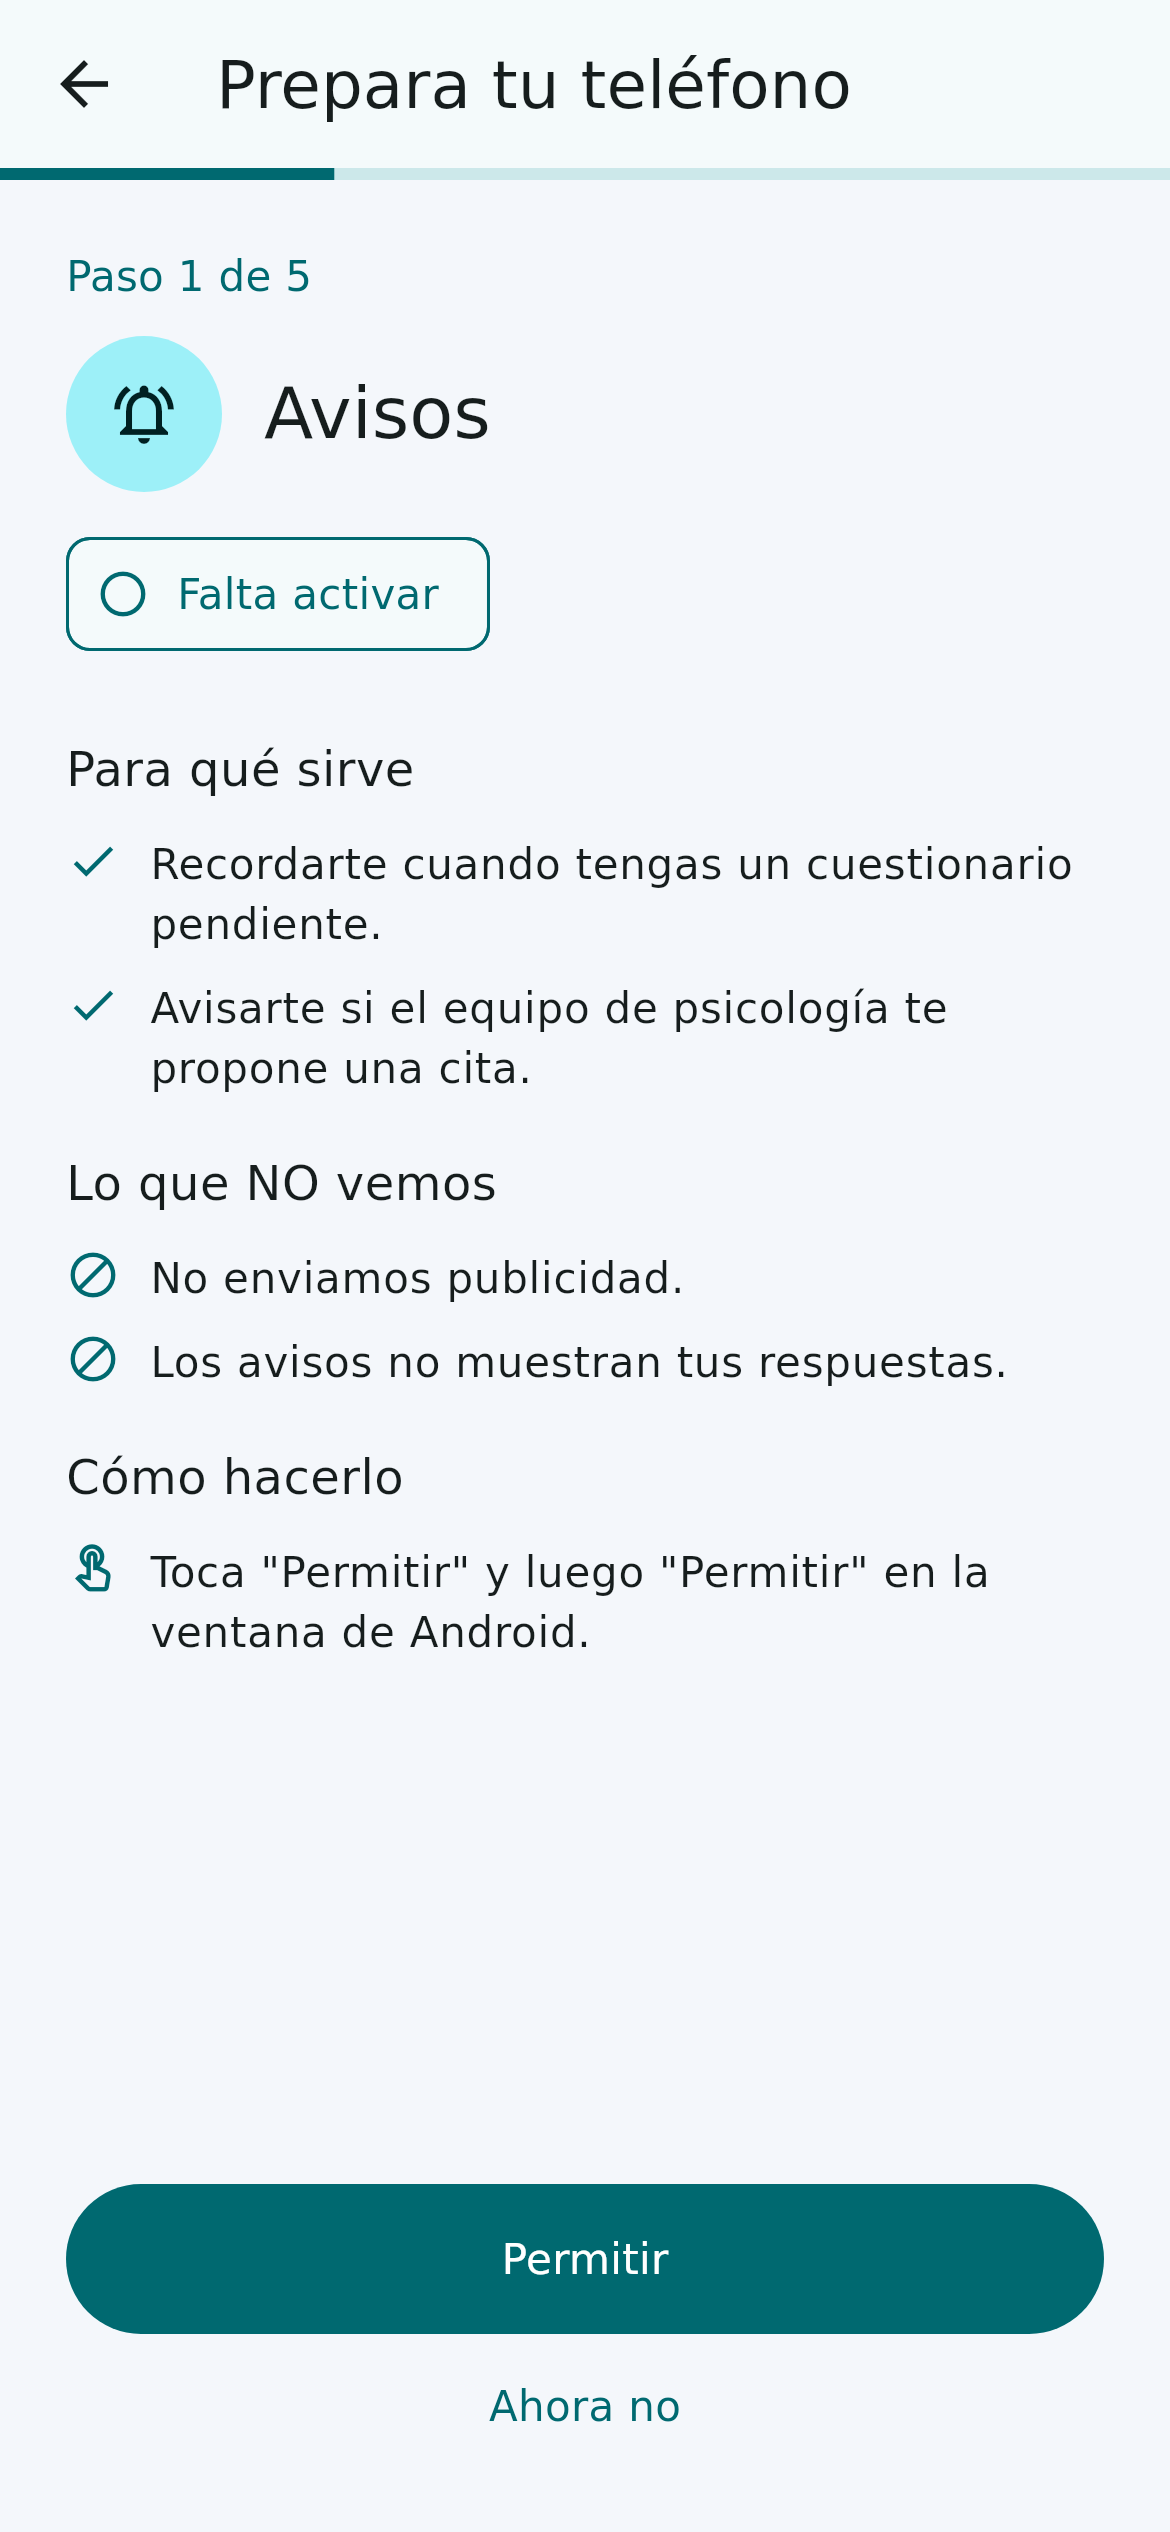 Prepara tu teléfono
Paso 1 de 5
Avisos
Falta activar
Para qué sirve
Recordarte cuando tengas un cuestionario
pendiente.
Avisarte si el equipo de psicología te
propone una cita.
Lo que NO vemos
No enviamos publicidad.
Los avisos no muestran tus respuestas.
Cómo hacerlo
Toca "Permitir" y luego "Permitir" en la
ventana de Android.
Permitir
Ahora no